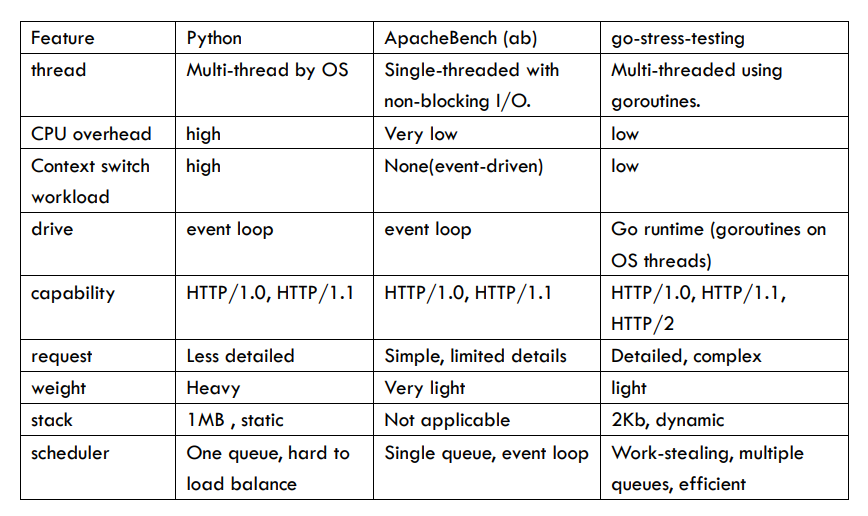 Feature Python ApacheBench (ab) go-stress-testing
thread Multi-thread by OS Single-threaded with Multi-threaded using
non-blocking I/O. goroutines.
CPU overhead high Very low low
Context switch high None(event-driven) low
workload
drive event loop event loop Go runtime (goroutines on
OS threads)
capability HTTP/1.0, HTTP/1.1 HTTP/1.0, HTTP/1.1 HTTP/1.0, HTTP/1.1,
HTTP/2
request Less detailed Simple, limited details Detailed, complex
weight Heavy Very light light
stack 1MB , static Not applicable 2Kb, dynamic
scheduler One queue, hard to Single queue, event loop Work-stealing, multiple
load balance queues, efficient